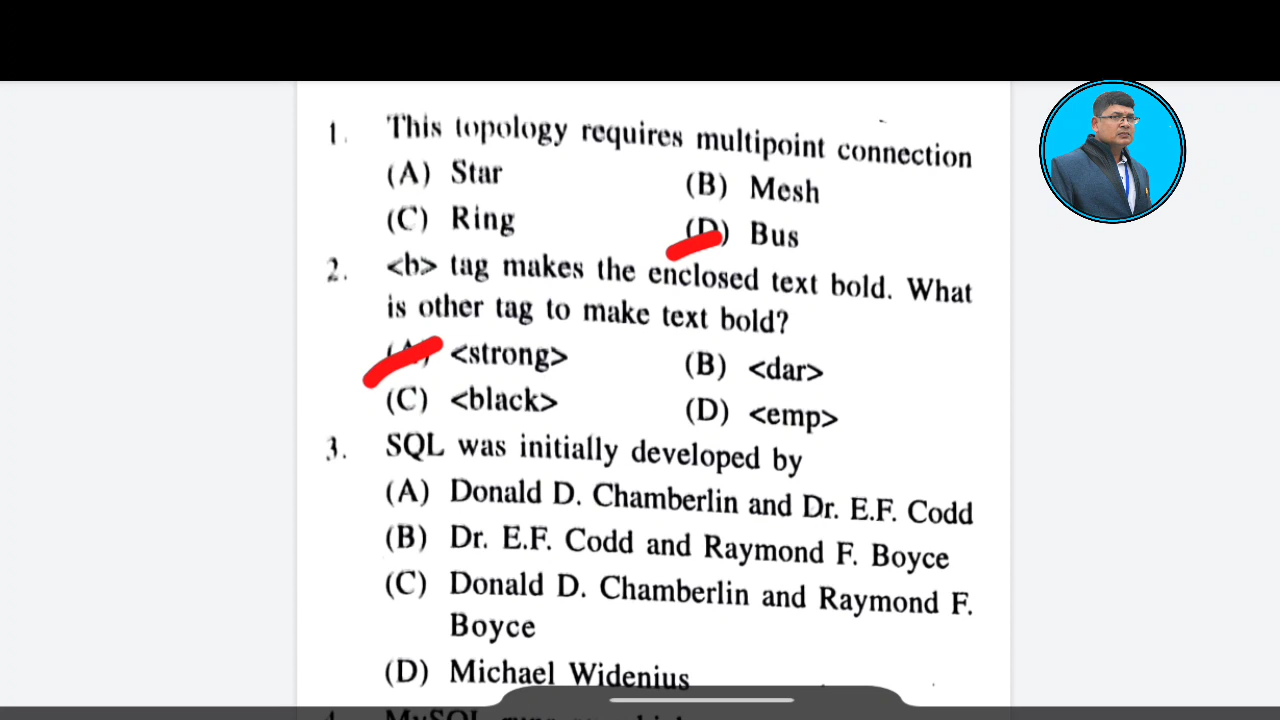 1. This topology requires multipoint connection
(A) Star (B) Mesh
(C) Ring (D) Bus
2. <b> tag makes the enclosed text bold. What
is other tag to make text bold?
(A) <strong> (B) <dar>
(C) <black> (D) <emp>
3. SQL was initially developed by
(A) Donald D. Chamberlin and Dr. E.F. Codd
(B) Dr. E.F. Codd and Raymond F. Boyce
(C) Donald D. Chamberlin and Raymond F.
Boyce
(D) Michael Widenius
MySQL